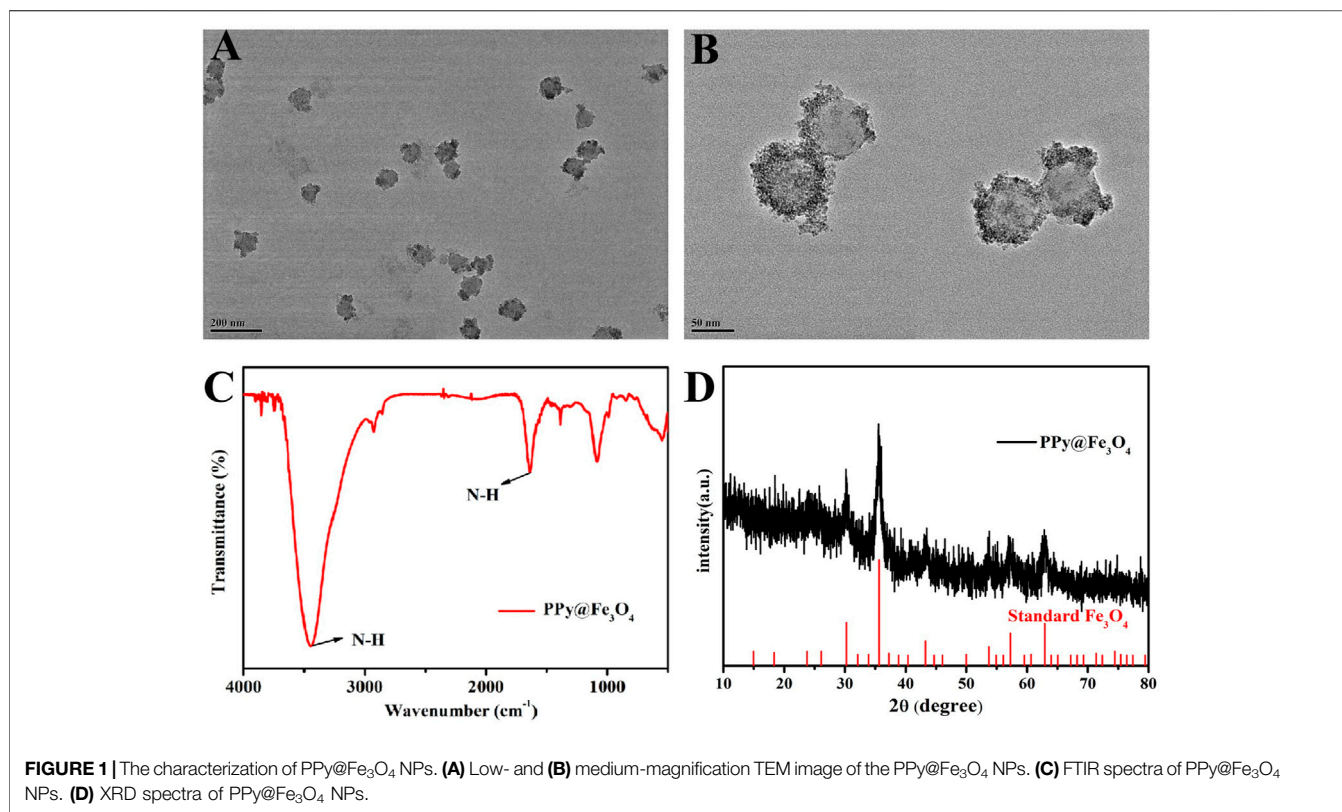 A
B
200 nm
50 nm
C
Transmittance (%)
N-H
N-H
PPy@Fe₃O₄
4000 3000 2000 1000
Wavenumber (cm⁻¹)
D
intensity(a.u.)
PPy@Fe₃O₄
Standard Fe₃O₄
10 20 30 40 50 60 70 80
2θ (degree)
FIGURE 1 | The characterization of PPy@Fe₃O₄ NPs. (A) Low- and (B) medium-magnification TEM image of the PPy@Fe₃O₄ NPs. (C) FTIR spectra of PPy@Fe₃O₄
NPs. (D) XRD spectra of PPy@Fe₃O₄ NPs.